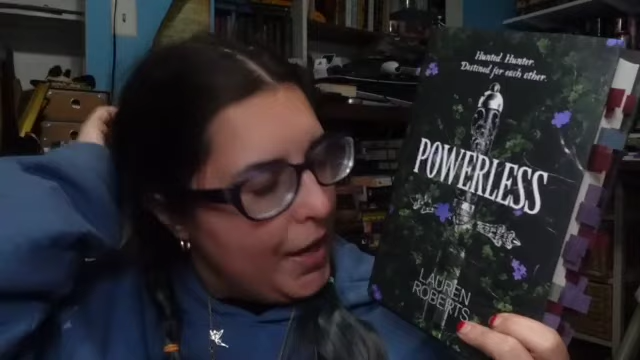 Hunted. Hunter.
Destined for each other.
POWERLESS
LAUREN
ROBERTS